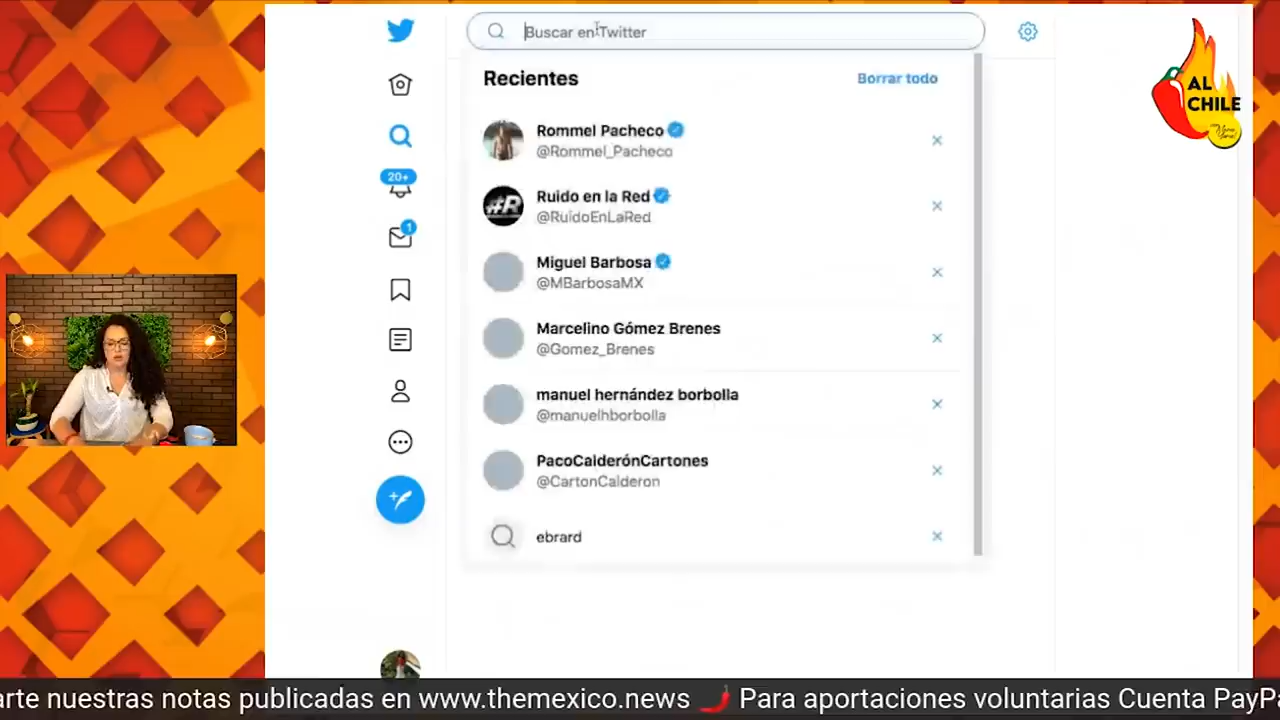 Buscar en Twitter
Recientes
Borrar todo
Rommel Pacheco
@Rommel_Pacheco
#R
Ruido en la Red
@RuidoEnLaRed
Miguel Barbosa
@MBarbosaMX
Marcelino Gómez Brenes
@Gomez_Brenes
manuel hernández borbolla
@manuelhborbolla
PacoCalderónCartones
@CartonCalderon
ebrard
20+
1
AL
CHILE
arte nuestras notas publicadas en www.themexico.news 🌶️ Para aportaciones voluntarias Cuenta PayPa